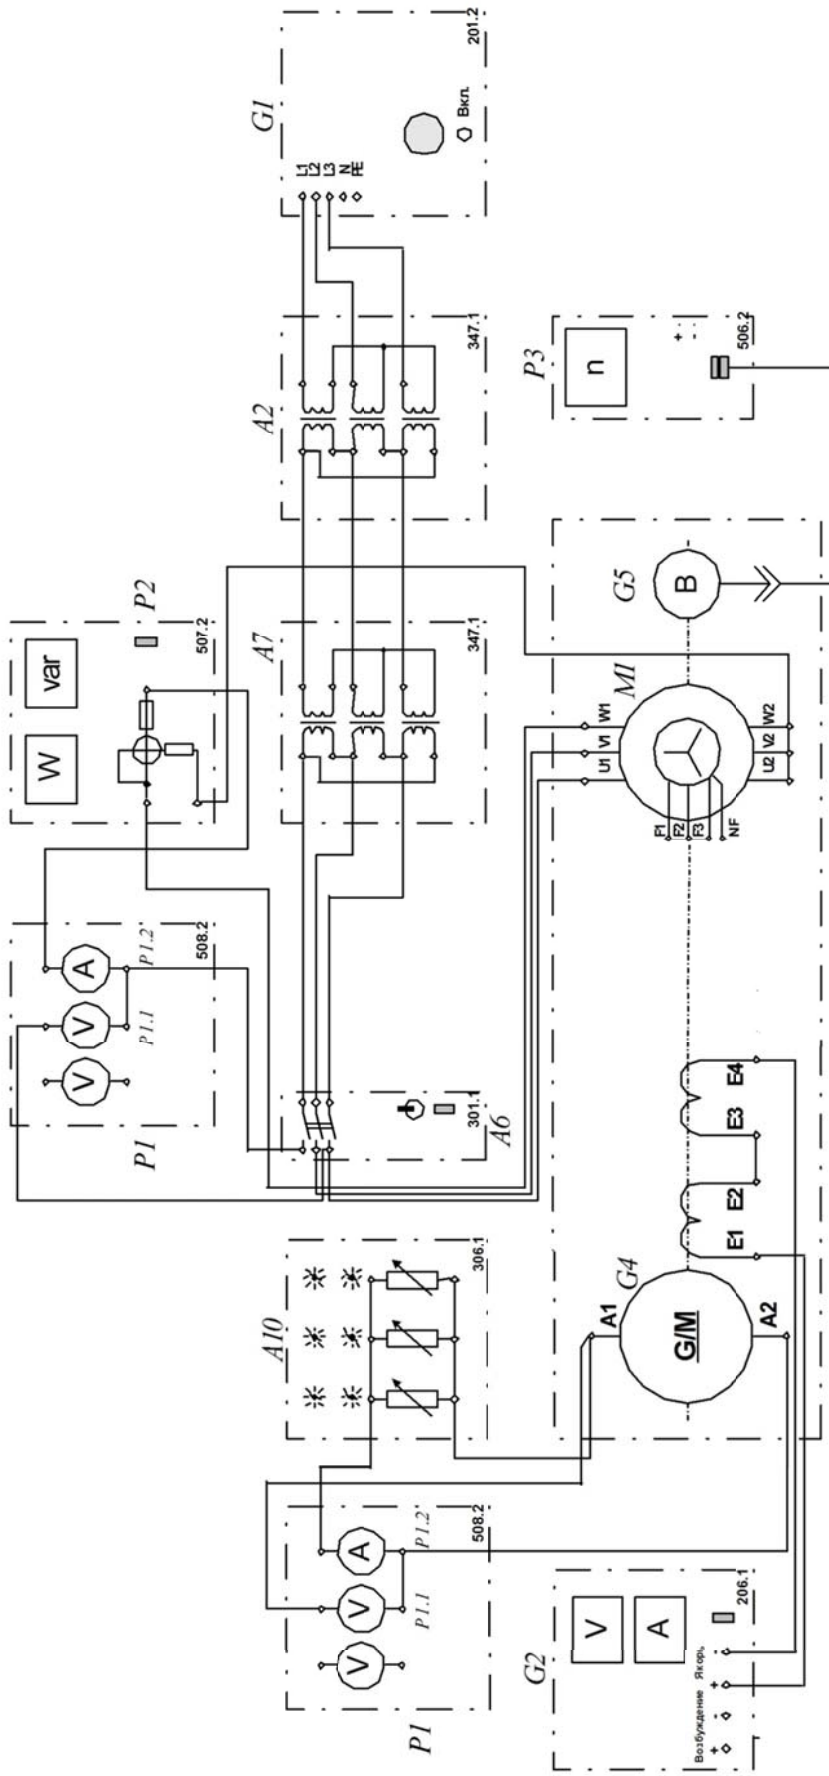 G1
L1
L2
L3
N
PE
Вкл.
201.2
A2
347.1
P3
n
+
-
506.2
P2
W
var
507.2
A7
347.1
G5
B
M1
U1
V1
W1
U2
V2
W2
F1
F2
F3
NF
P1
V
V
A
P1.1
P1.2
508.2
A6
301.1
A10
306.1
G4
G/M
A1
A2
E1
E2
E3
E4
P1
V
V
A
P1.1
P1.2
508.2
G2
V
A
206.1
Возбуждение
Якорь
+
-
+
-